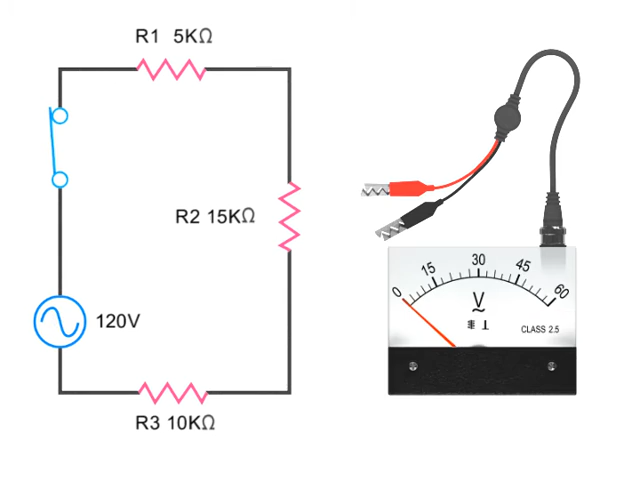 R1 5KΩ
R2 15KΩ
120V
R3 10KΩ
0 15 30 45 60
V
~
CLASS 2.5